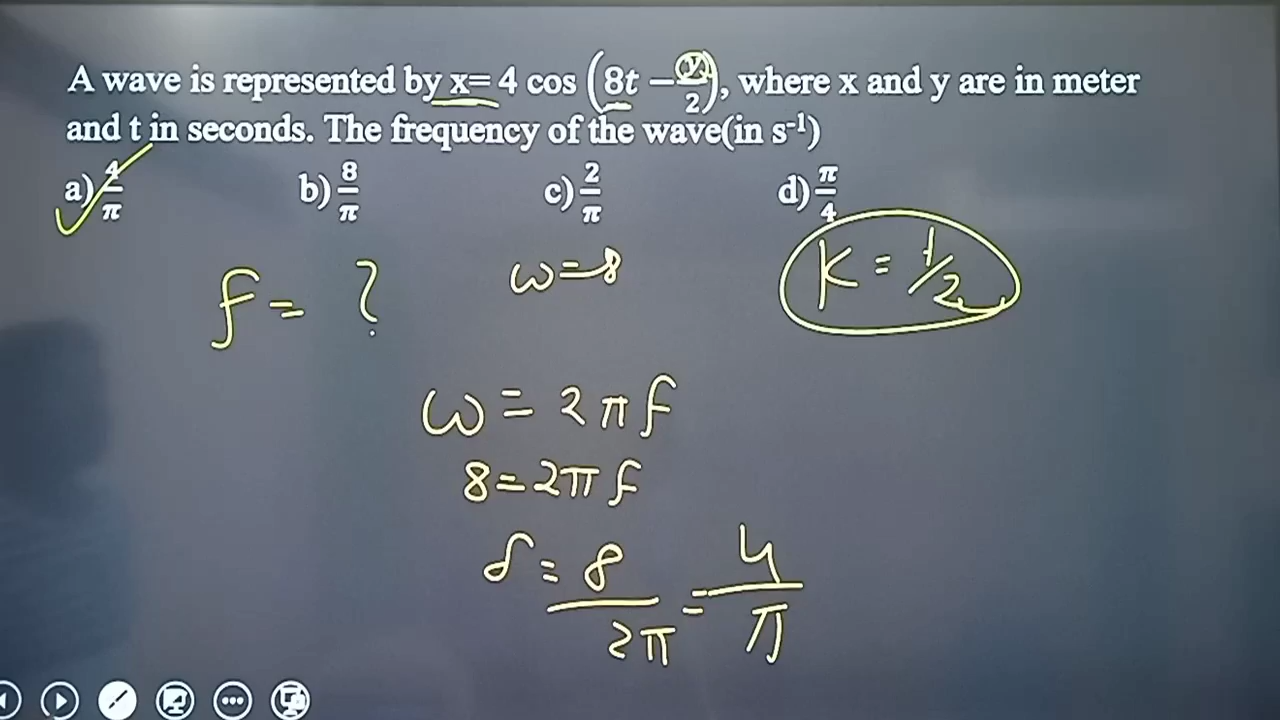 A wave is represented by x= 4 cos (8t − y/2), where x and y are in meter
and t in seconds. The frequency of the wave(in s⁻¹)
a) 4/π b) 8/π c) 2/π d) π/4
f = ? ω=8 K = 1/2
ω = 2πf
8=2πf
f = 8/2π = 4/π